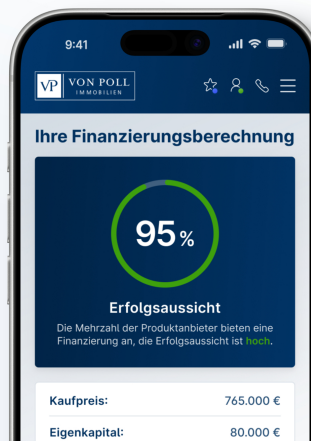 9:41
VP VON POLL
IMMOBILIEN
Ihre Finanzierungsberechnung
95 %
Erfolgsaussicht
Die Mehrzahl der Produktanbieter bieten eine
Finanzierung an, die Erfolgsaussicht ist hoch.
Kaufpreis: 765.000 €
Eigenkapital: 80.000 €